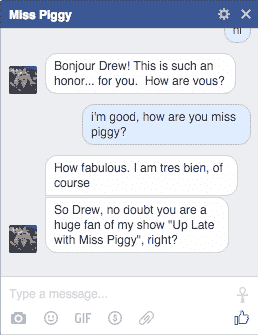 Miss Piggy
hi
Bonjour Drew! This is such an
honor... for you.  How are vous?
i'm good, how are you miss
piggy?
How fabulous. I am tres bien, of
course
So Drew, no doubt you are a
huge fan of my show "Up Late
with Miss Piggy", right?
Type a message...
GIF
$